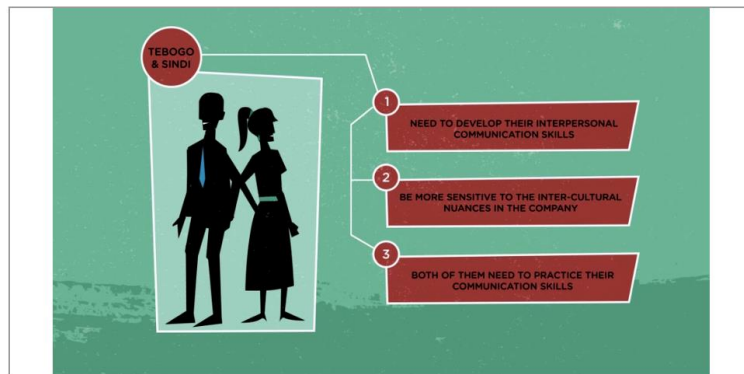 TEBOGO
& SINDI
1
NEED TO DEVELOP THEIR INTERPERSONAL
COMMUNICATION SKILLS
2
BE MORE SENSITIVE TO THE INTER-CULTURAL
NUANCES IN THE COMPANY
3
BOTH OF THEM NEED TO PRACTICE THEIR
COMMUNICATION SKILLS